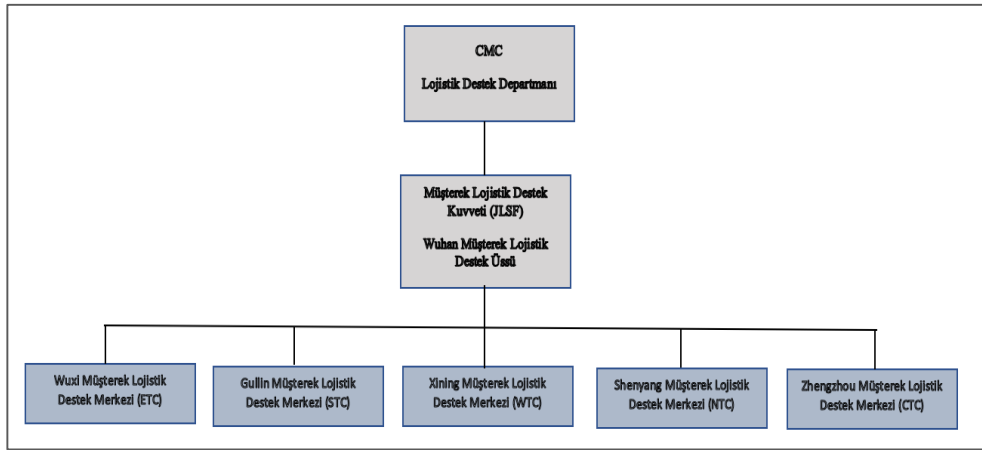 CMC
Lojistik Destek Departmanı
Müşterek Lojistik Destek
Kuvveti (JLSF)
Wuhan Müşterek Lojistik
Destek Üssü
Wuxi Müşterek Lojistik
Destek Merkezi (ETC)
Gullin Müşterek Lojistik
Destek Merkezi (STC)
Xining Müşterek Lojistik
Destek Merkezi (WTC)
Shenyang Müşterek Lojistik
Destek Merkezi (NTC)
Zhengzhou Müşterek Lojistik
Destek Merkezi (CTC)